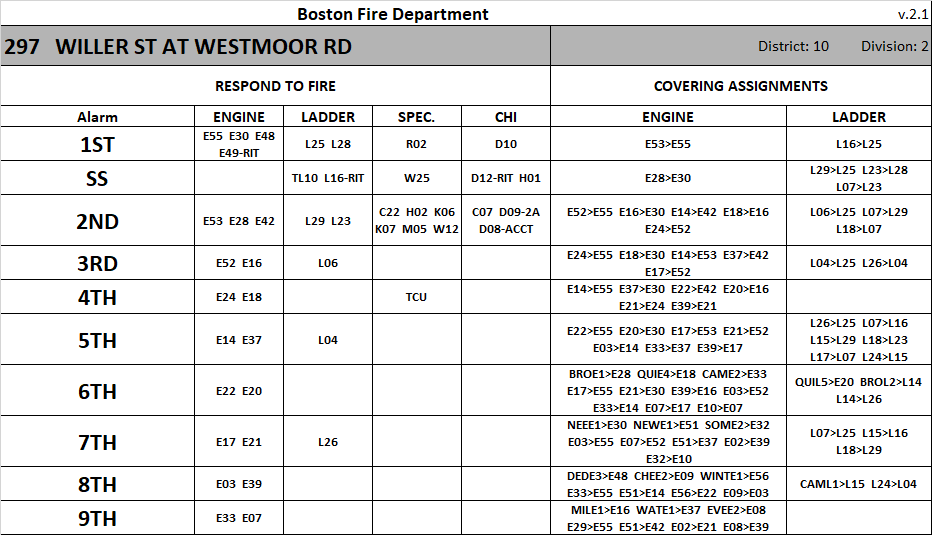 Boston Fire Department v.2.1
297 WILLER ST AT WESTMOOR RD District: 10 Division: 2
RESPOND TO FIRE COVERING ASSIGNMENTS
Alarm ENGINE LADDER SPEC. CHI ENGINE LADDER
1ST
E55 E30 E48
E49-RIT
L25 L28
R02
D10
E53>E55
L16>L25
SS
TL10 L16-RIT
W25
D12-RIT H01
E28>E30
L29>L25 L23>L28
L07>L23
2ND
E53 E28 E42
L29 L23
C22 H02 K06
K07 M05 W12
C07 D09-2A
D08-ACCT
E52>E55 E16>E30 E14>E42 E18>E16
E24>E52
L06>L25 L07>L29
L18>L07
3RD
E52 E16
L06
E24>E55 E18>E30 E14>E53 E37>E42
E17>E52
L04>L25 L26>L04
4TH
E24 E18
TCU
E14>E55 E37>E30 E22>E42 E20>E16
E21>E24 E39>E21
5TH
E14 E37
L04
E22>E55 E20>E30 E17>E53 E21>E52
E03>E14 E33>E37 E39>E17
L26>L25 L07>L16
L15>L29 L18>L23
L17>L07 L24>L15
6TH
E22 E20
BROE1>E28 QUIE4>E18 CAME2>E33
E17>E55 E21>E30 E39>E16 E03>E52
E33>E14 E07>E17 E10>E07
QUIL5>E20 BROL2>L14
L14>L26
7TH
E17 E21
L26
NEEE1>E30 NEWE1>E51 SOME2>E32
E03>E55 E07>E52 E51>E37 E02>E39
E32>E10
L07>L25 L15>L16
L18>L29
8TH
E03 E39
DEDE3>E48 CHEE2>E09 WINTE1>E56
E33>E55 E51>E14 E56>E22 E09>E03
CAML1>L15 L24>L04
9TH
E33 E07
MILE1>E16 WATE1>E37 EVEE2>E08
E29>E55 E51>E42 E02>E21 E08>E39